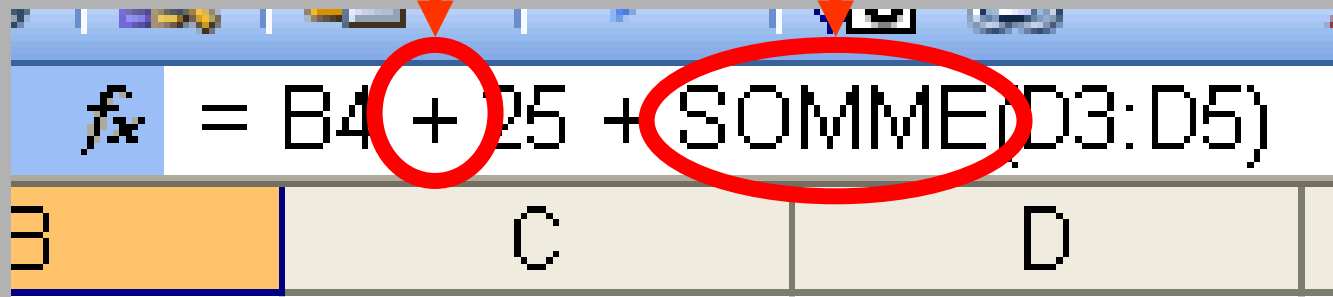 fx = B4 + 25 + SOMME(D3:D5)
B C D